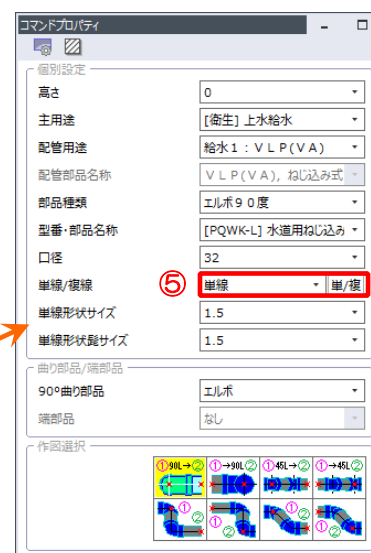 コマンドプロパティ
個別設定
高さ 0
主用途 [衛生] 上水給水
配管用途 給水1：ＶＬＰ(ＶＡ)
配管部品名称 ＶＬＰ(ＶＡ)，ねじ込み式
部品種類 エルボ９０度
型番・部品名称 [PQWK-L] 水道用ねじ込み
口径 32
単線/複線 ⑤ 単線 単/複
単線形状サイズ 1.5
単線形状髭サイズ 1.5
曲り部品/端部品
90º曲り部品 エルボ
端部品 なし
作図選択
①90L→② ①→90L② ①45L→② ①→45L②
① ② ① ② ① ② ① ②